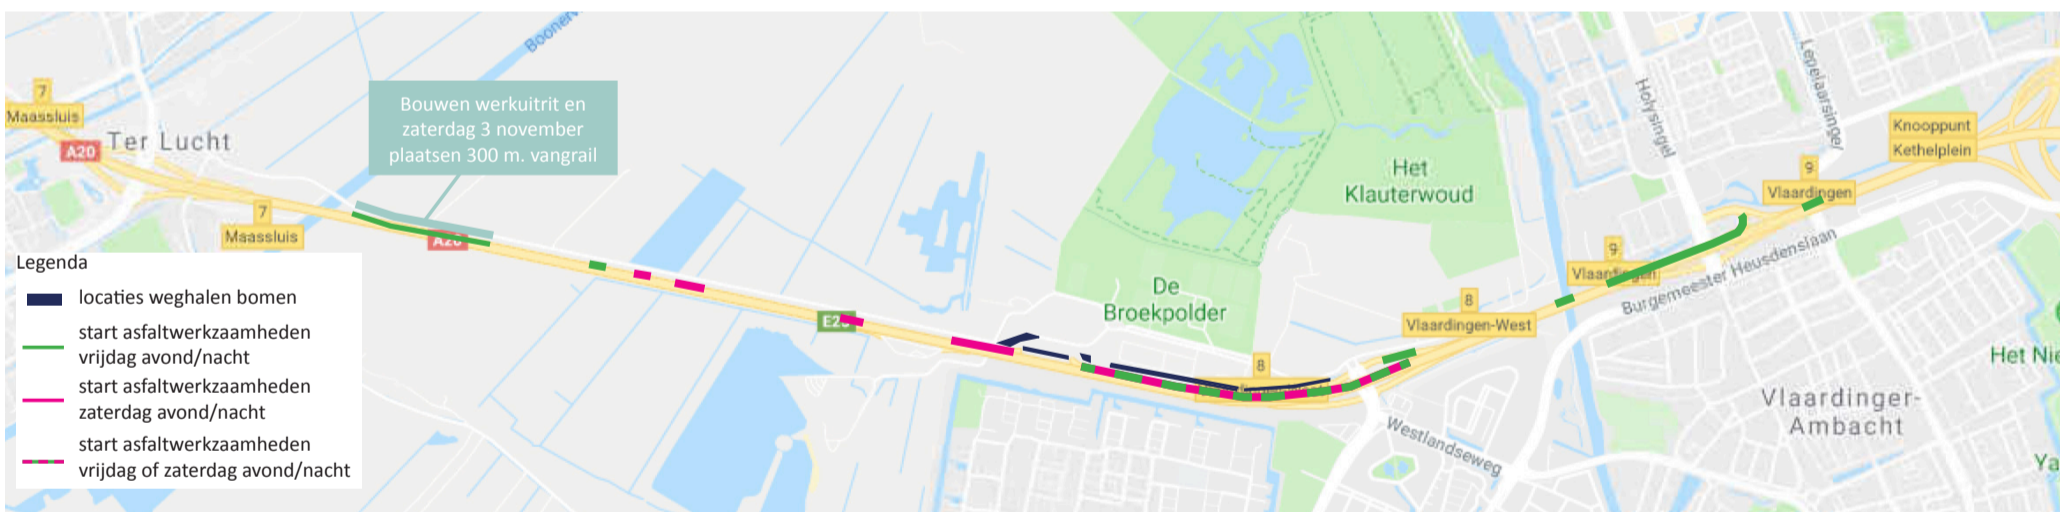 Boonerv
7
Maassluis
A20
Ter Lucht
Bouwen werkuitrit en
zaterdag 3 november
plaatsen 300 m. vangrail
7
Maassluis
A20
Legenda
locaties weghalen bomen
start asfaltwerkzaamheden
vrijdag avond/nacht
start asfaltwerkzaamheden
zaterdag avond/nacht
start asfaltwerkzaamheden
vrijdag of zaterdag avond/nacht
De
Broekpolder
Het
Klauterwoud
8
8
Vlaardingen-West
Westlandseweg
Holysingel
Lepelaarsingel
Knooppunt
Kethelplein
9
Vlaardingen
9
Vlaardingen
Burgemeester Heusdenslaan
Vlaardinger-
Ambacht
Het Nie
Ya